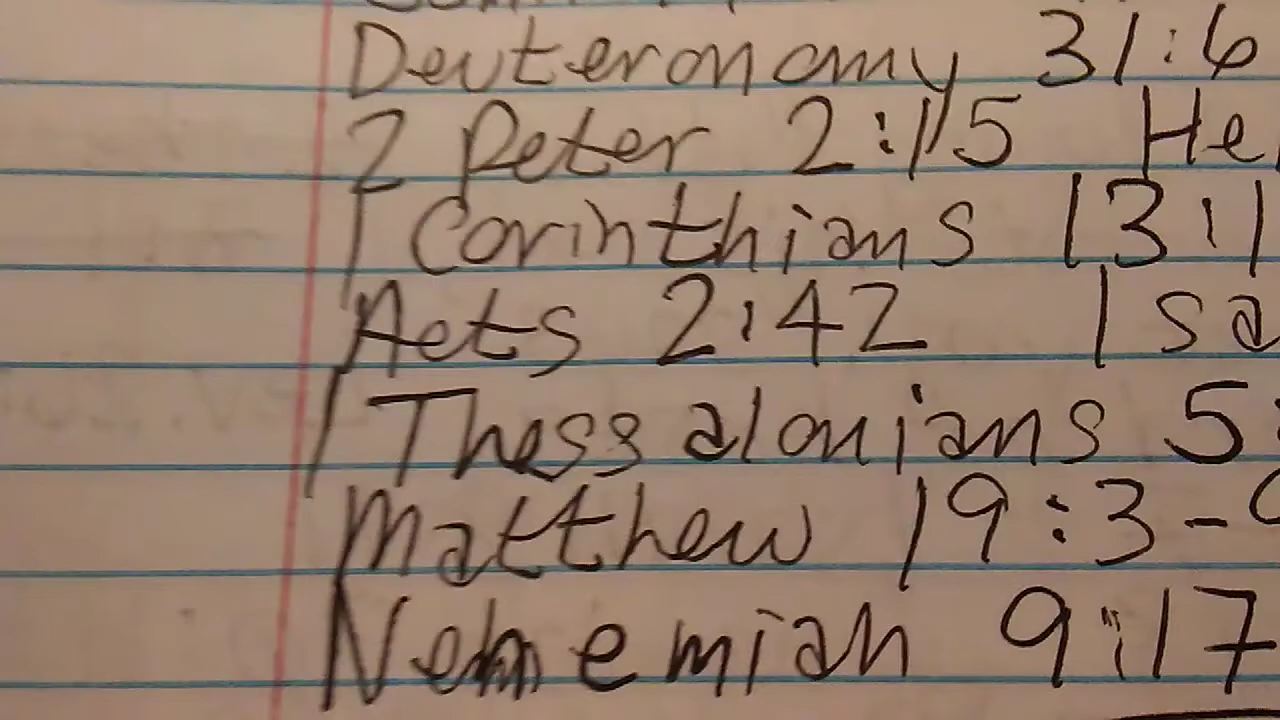 Deuteronomy 31:6
2 Peter 2:15 He
1 Corinthians 13:1
Acts 2:42 Isa
1 Thessalonians 5:
Matthew 19:3-
Nehemiah 9:17